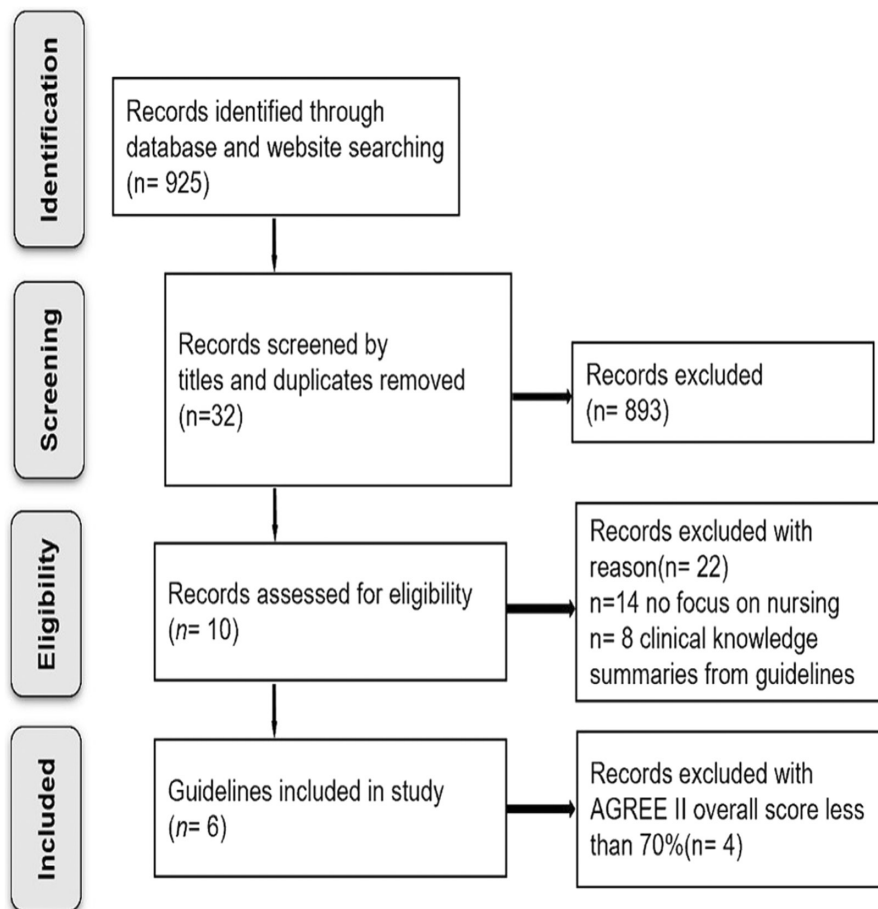 Identification
Records identified through
database and website searching
(n= 925)
Screening
Records screened by
titles and duplicates removed
(n=32)
Records excluded
(n= 893)
Eligibility
Records assessed for eligibility
(n= 10)
Records excluded with
reason(n= 22)
n=14 no focus on nursing
n= 8 clinical knowledge
summaries from guidelines
Included
Guidelines included in study
(n= 6)
Records excluded with
AGREE II overall score less
than 70%(n= 4)